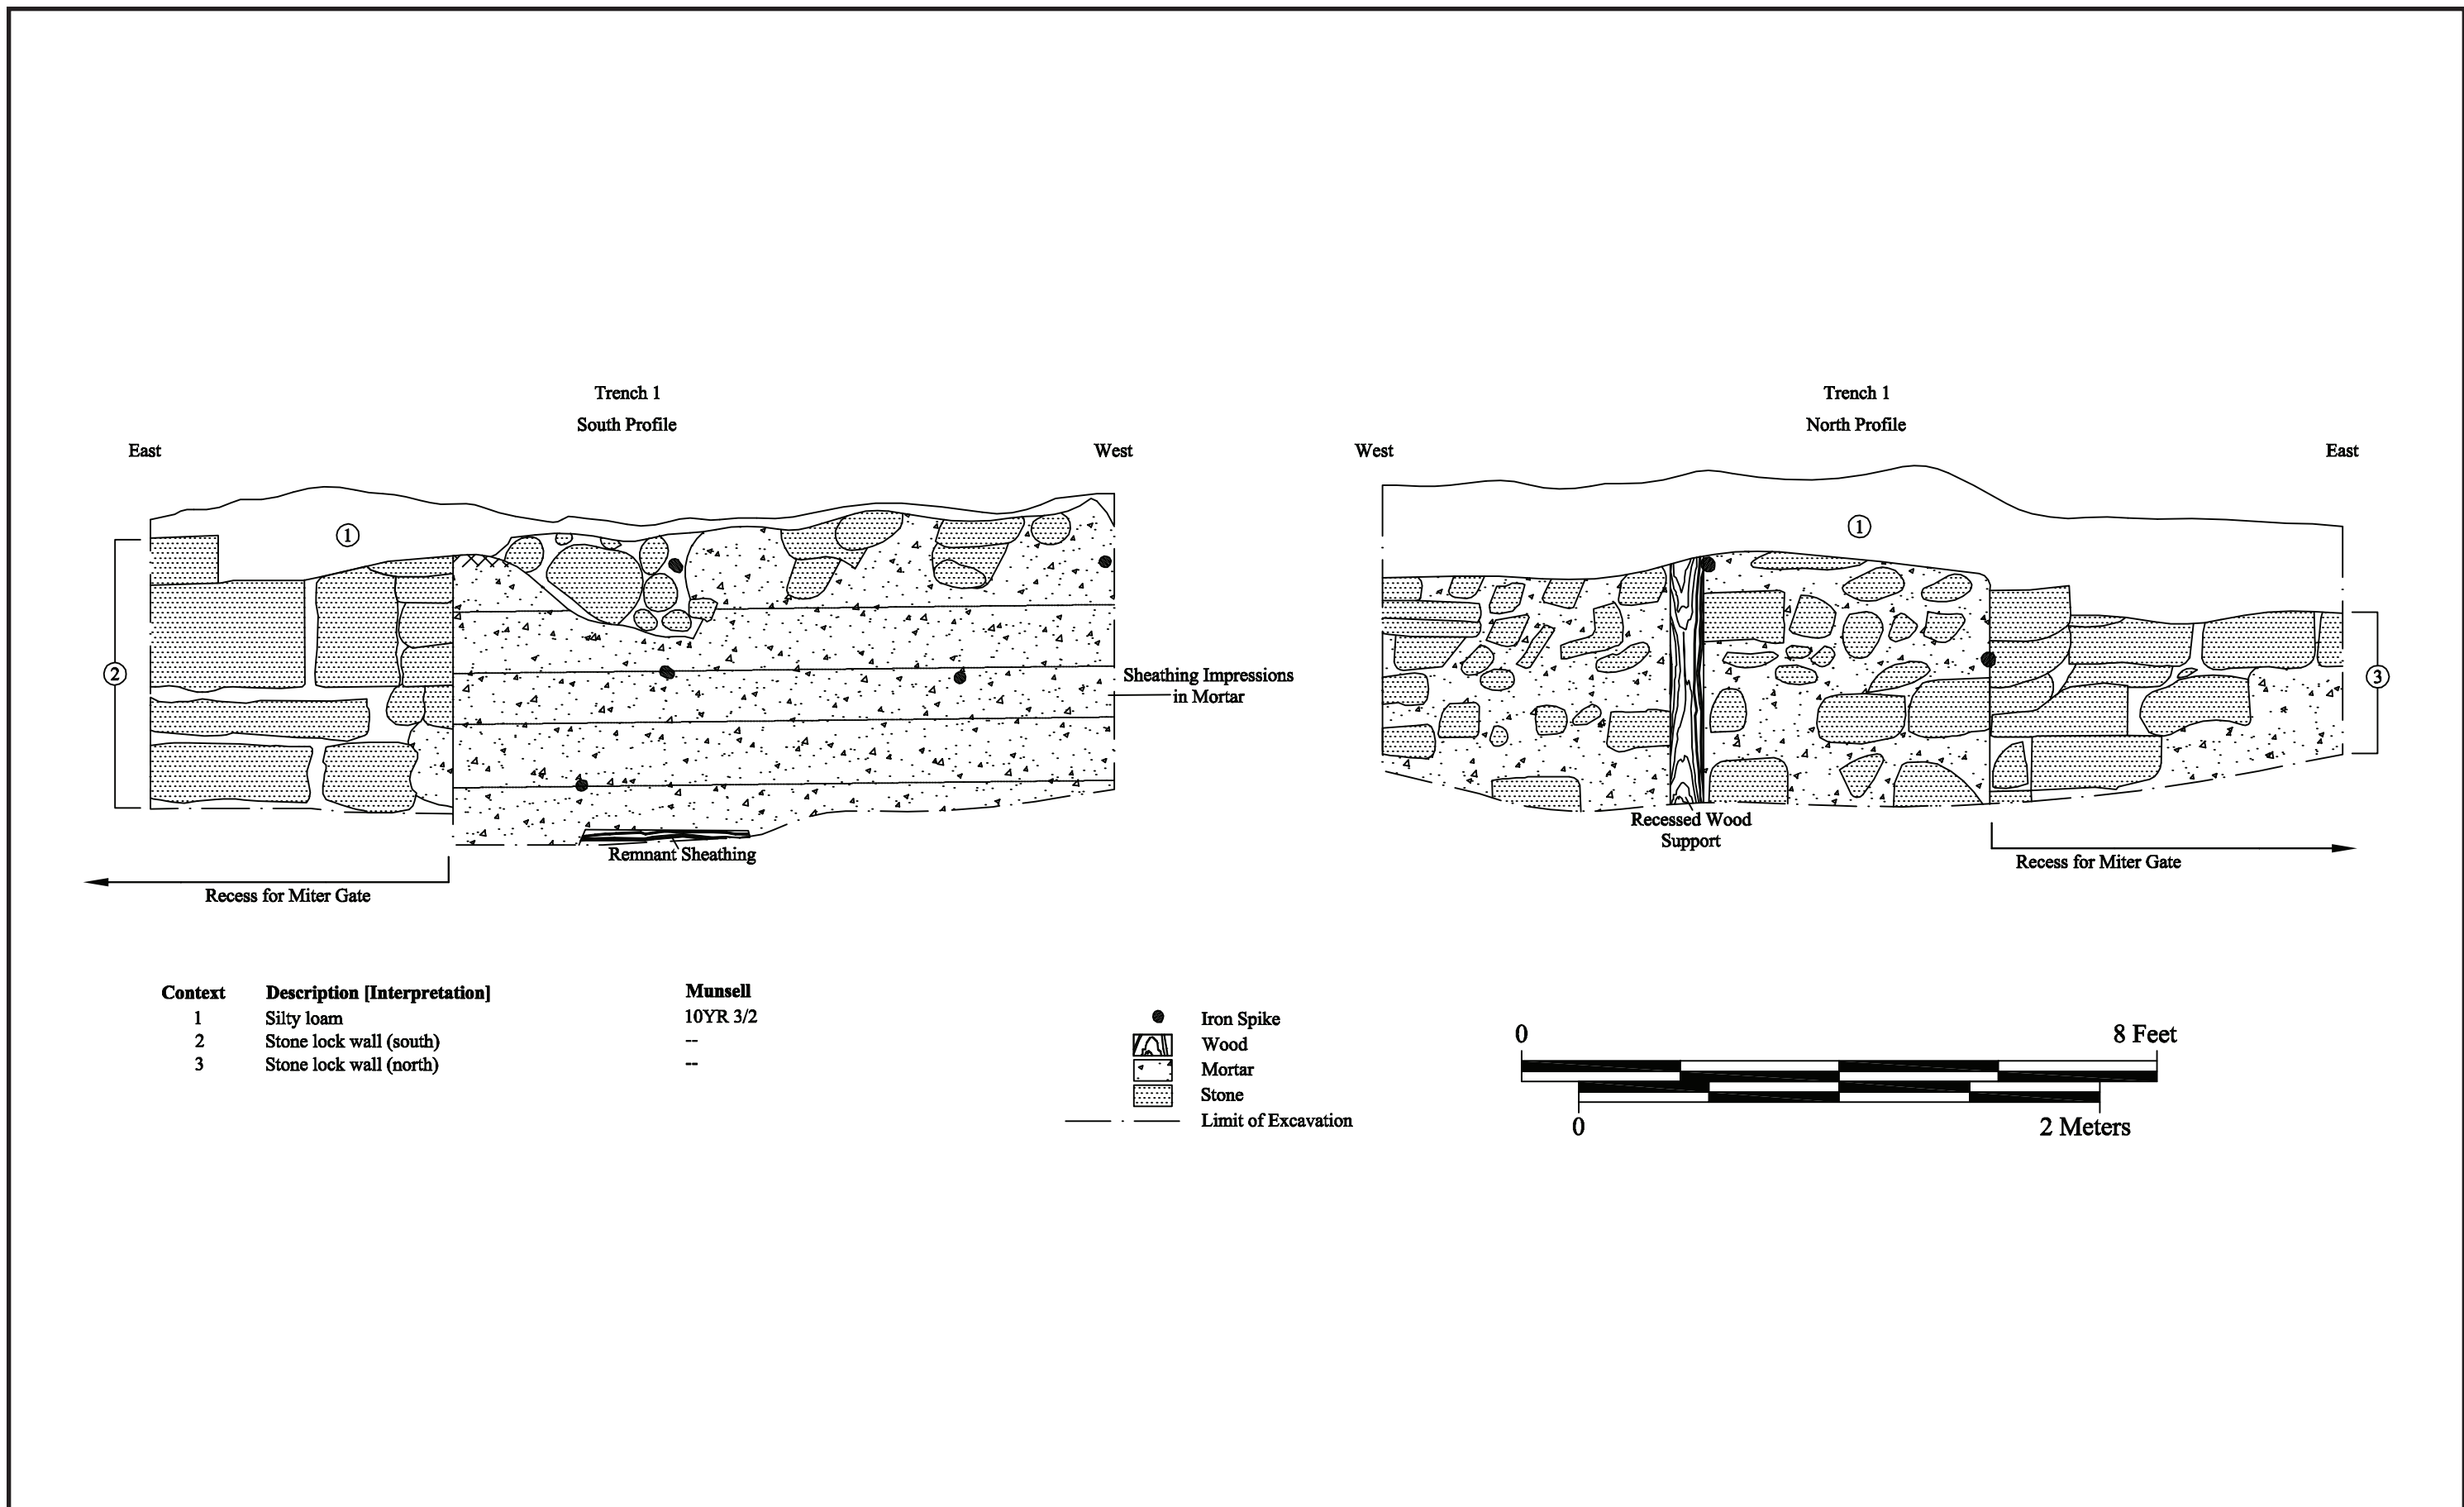 Trench 1
South Profile
East
West
1
2
Sheathing Impressions
in Mortar
Remnant Sheathing
Recess for Miter Gate
Trench 1
North Profile
West
East
1
3
Recessed Wood
Support
Recess for Miter Gate
Context Description [Interpretation] Munsell
1 Silty loam 10YR 3/2
2 Stone lock wall (south) --
3 Stone lock wall (north) --
Iron Spike
Wood
Mortar
Stone
Limit of Excavation
0 8 Feet
0 2 Meters